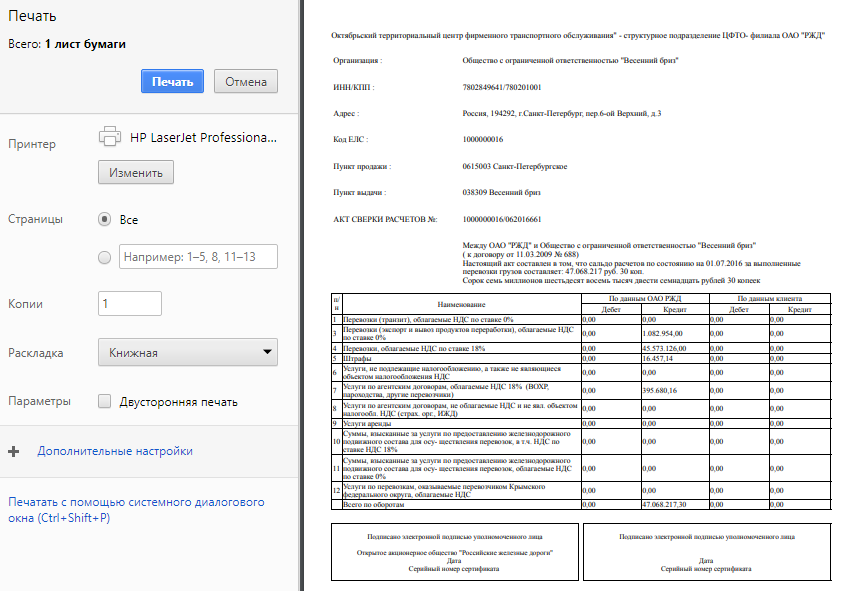 Печать
Всего: 1 лист бумаги
Печать
Отмена
Принтер
HP LaserJet Professiona...
Изменить
Страницы
Все
Например: 1–5, 8, 11–13
Копии
1
Раскладка
Книжная
Параметры
Двусторонняя печать
Дополнительные настройки
Печатать с помощью системного диалогового
окна (Ctrl+Shift+P)
Октябрьский территориальный центр фирменного транспортного обслуживания" - структурное подразделение ЦФТО- филиала ОАО "РЖД"
Организация : Общество с ограниченной ответственностью "Весенний бриз"
ИНН/КПП : 7802849641/780201001
Адрес : Россия, 194292, г.Санкт-Петербург, пер.6-ой Верхний, д.3
Код ЕЛС : 1000000016
Пункт продажи : 0615003 Санкт-Петербургское
Пункт выдачи : 038309 Весенний бриз
АКТ СВЕРКИ РАСЧЕТОВ №: 1000000016/062016661
Между ОАО "РЖД" и Общество с ограниченной ответственностью "Весенний бриз"
( к договору от 11.03.2009 № 688)
Настоящий акт составлен в том, что сальдо расчетов по состоянию на 01.07.2016 за выполненные
перевозки грузов составляет: 47.068.217 руб. 30 коп.
Сорок семь миллионов шестьдесят восемь тысяч двести семнадцать рублей 30 копеек
п/н Наименование По данным ОАО РЖД По данным клиента
Дебет Кредит Дебет Кредит
1 Перевозки (транзит), облагаемые НДС по ставке 0% 0,00 0,00 0,00 0,00
3 Перевозки (экспорт и вывоз продуктов переработки), облагаемые НДС
по ставке 0% 0,00 1.082.954,00 0,00 0,00
4 Перевозки, облагаемые НДС по ставке 18% 0,00 45.573.126,00 0,00 0,00
5 Штрафы 0,00 16.457,14 0,00 0,00
6 Услуги, не подлежащие налогообложению, а также не являющиеся
объектом налогообложения НДС 0,00 0,00 0,00 0,00
7 Услуги по агентским договорам, облагаемые НДС 18% (ВОХР,
пароходства, другие перевозчики) 0,00 395.680,16 0,00 0,00
8 Услуги по агентским договорам, не облагаемые НДС и не явл. объектом
налогообл. НДС (страх. орг., ИЖД) 0,00 0,00 0,00 0,00
9 Услуги аренды 0,00 0,00 0,00 0,00
10 Суммы, взысканные за услуги по предоставлению железнодорожного
подвижного состава для осу- ществления перевозок, в т.ч. НДС по
ставке НДС 18% 0,00 0,00 0,00 0,00
11 Суммы, взысканные за услуги по предоставлению железнодорожного
подвижного состава для осу- ществления перевозок, облагаемые НДС
по ставке 0% 0,00 0,00 0,00 0,00
12 Услуги по перевозкам, оказываемые перевозчиком Крымского
федерального округа, облагаемые НДС 0,00 0,00 0,00 0,00
Всего по оборотам 0,00 47.068.217,30 0,00 0,00
Подписано электронной подписью уполномоченного лица
Открытое акционерное общество "Российские железные дороги"
Дата
Серийный номер сертификата
Подписано электронной подписью уполномоченного лица
Дата
Серийный номер сертификата